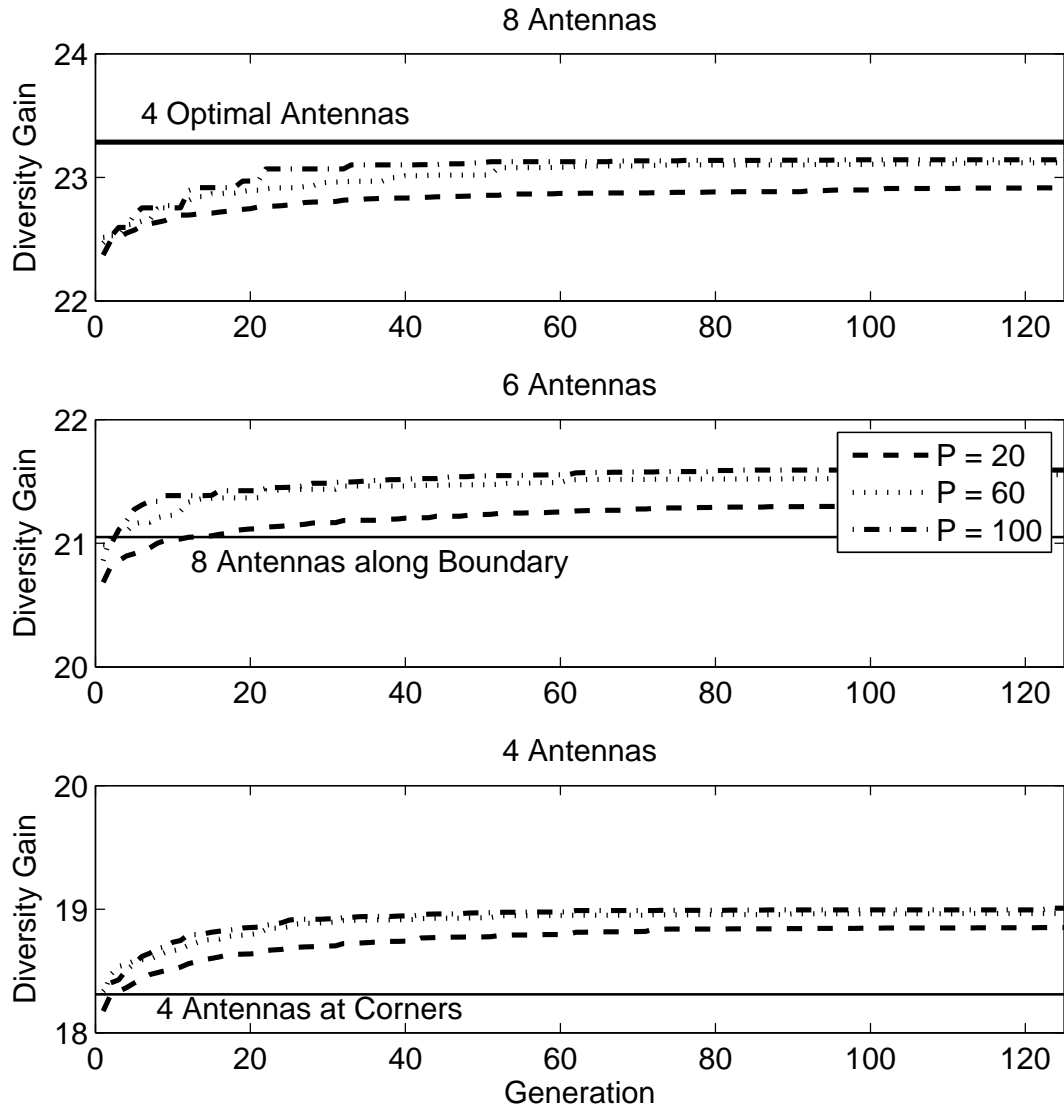 8 Antennas
24
23
22
Diversity Gain
4 Optimal Antennas
0 20 40 60 80 100 120
6 Antennas
22
21
20
Diversity Gain
P = 20
P = 60
P = 100
8 Antennas along Boundary
0 20 40 60 80 100 120
4 Antennas
20
19
18
Diversity Gain
4 Antennas at Corners
0 20 40 60 80 100 120
Generation